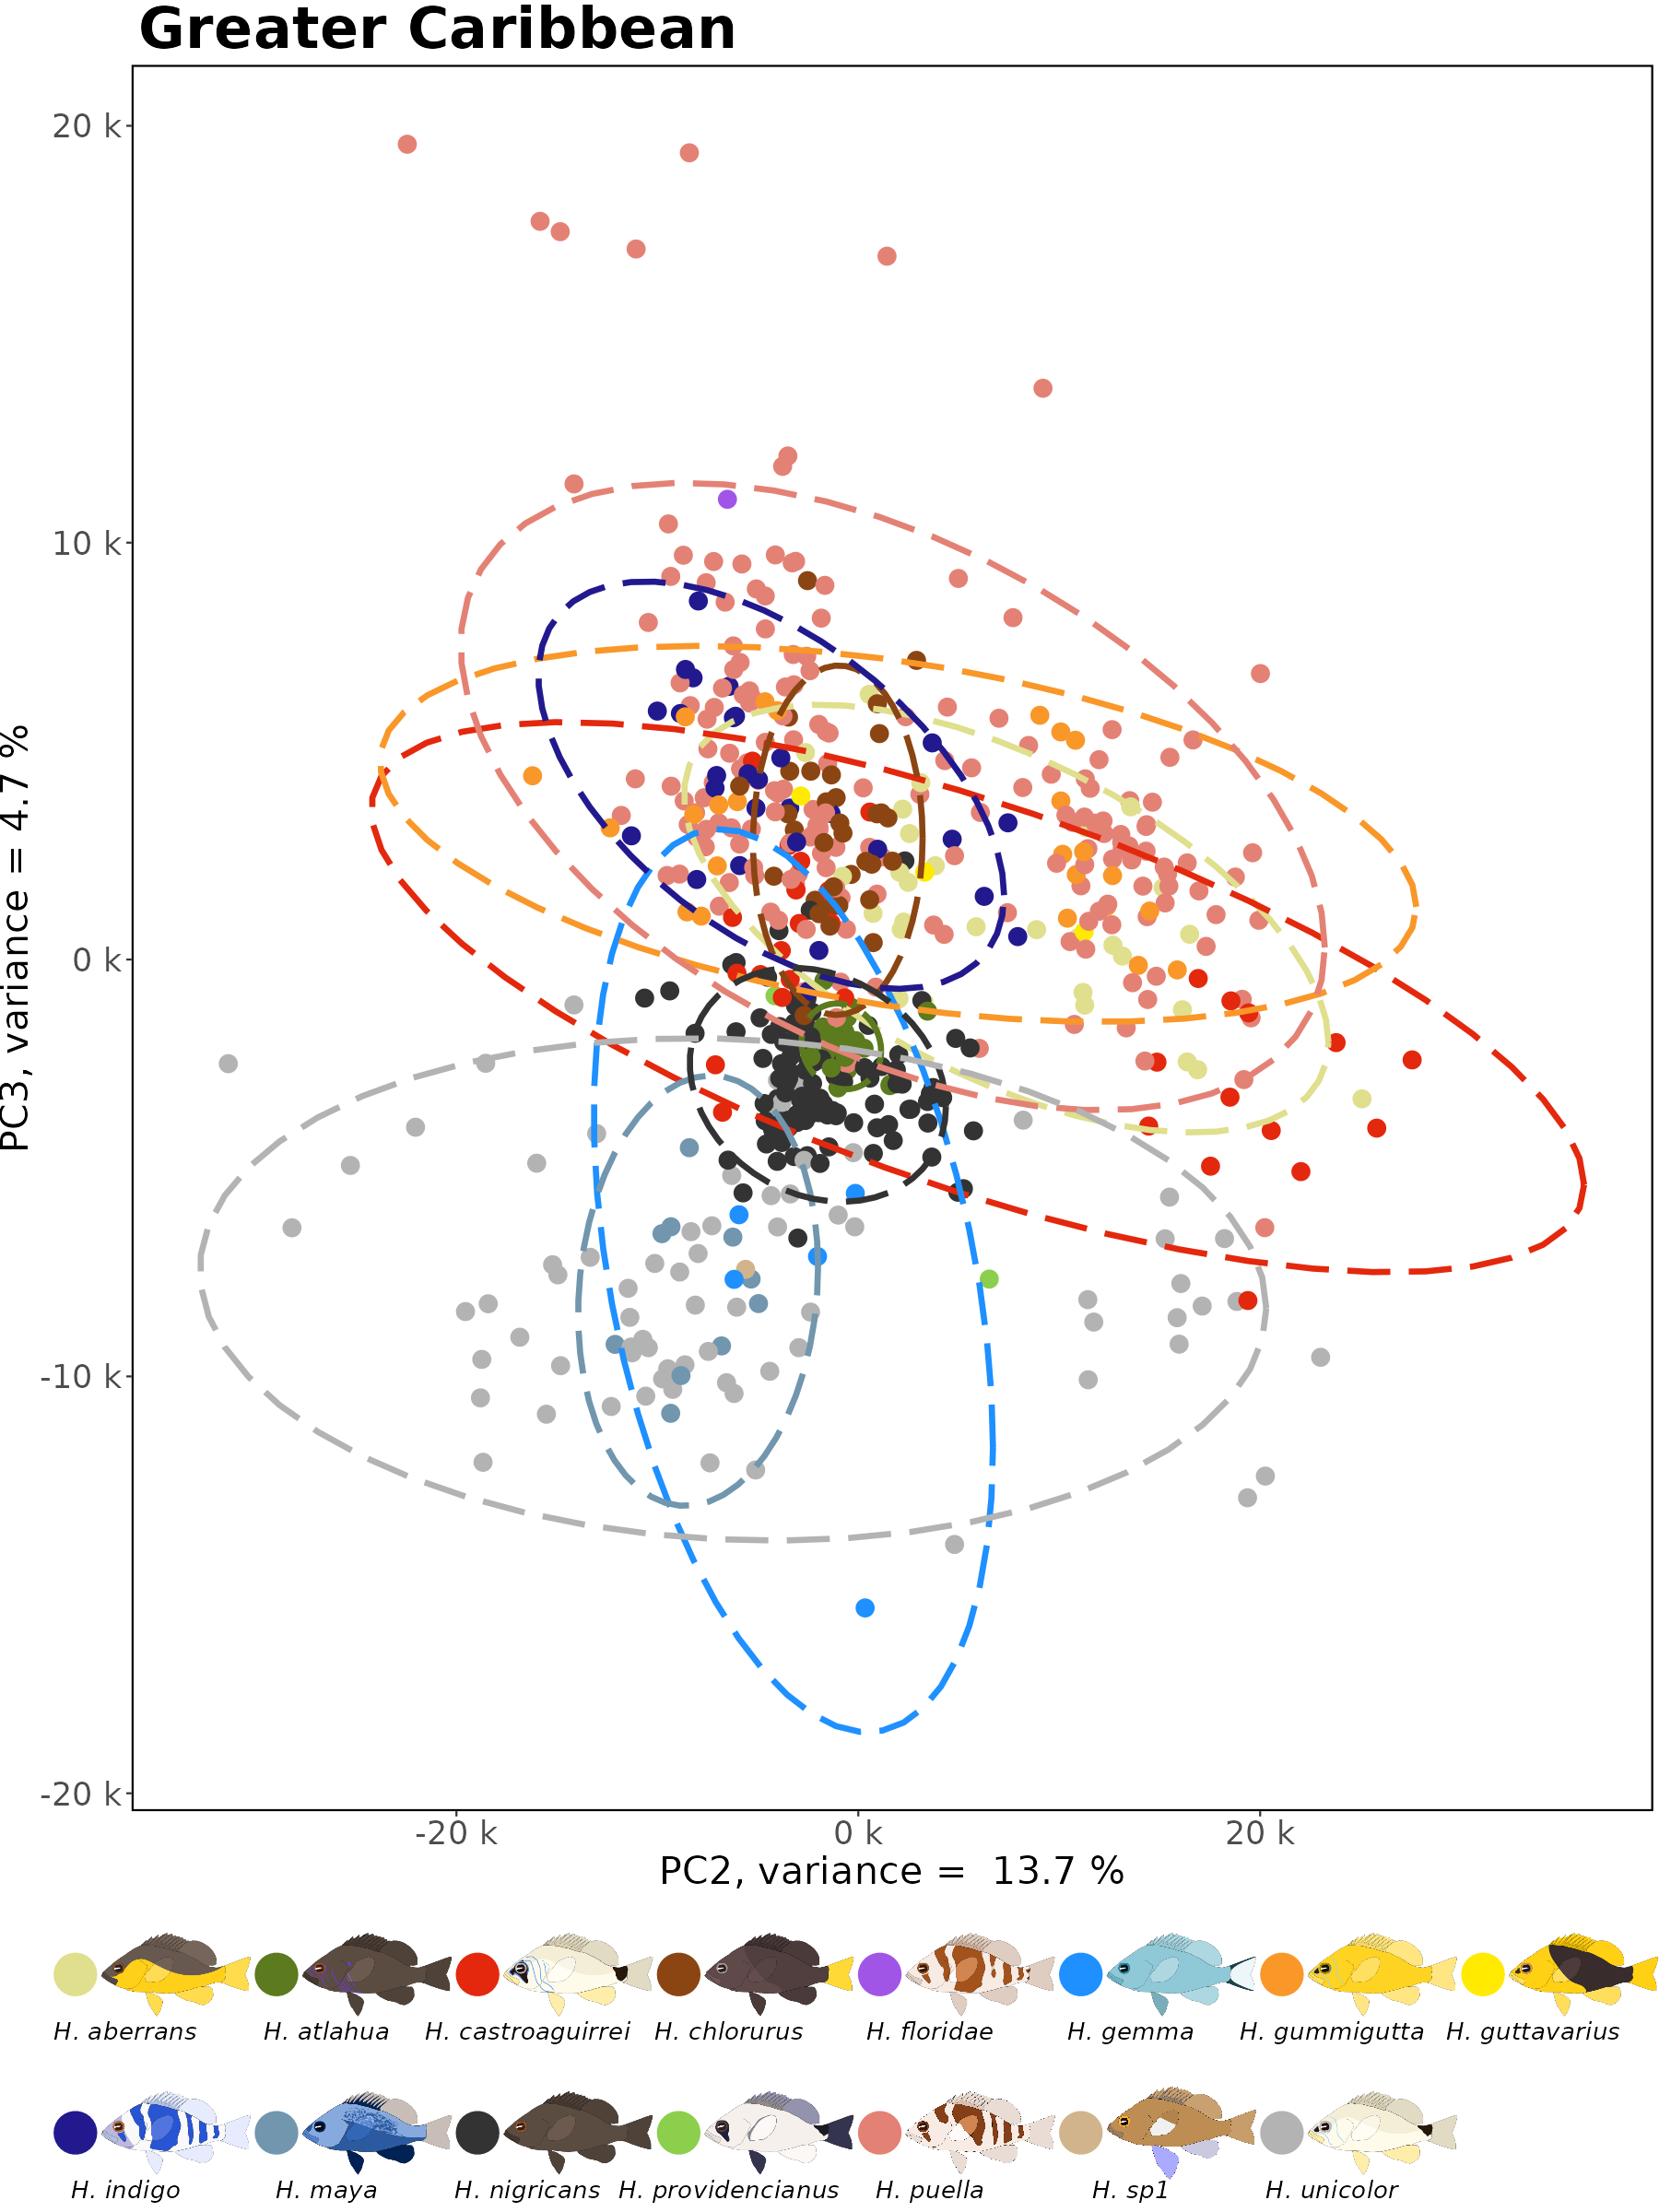 Greater Caribbean
20 k
10 k
0 k
-10 k
-20 k
PC3, variance = 4.7 %
-20 k 0 k 20 k
PC2, variance =  13.7 %
H. aberrans H. atlahua H. castroaguirrei H. chlorurus H. floridae H. gemma H. gummigutta H. guttavarius
H. indigo H. maya H. nigricans H. providencianus H. puella H. sp1 H. unicolor